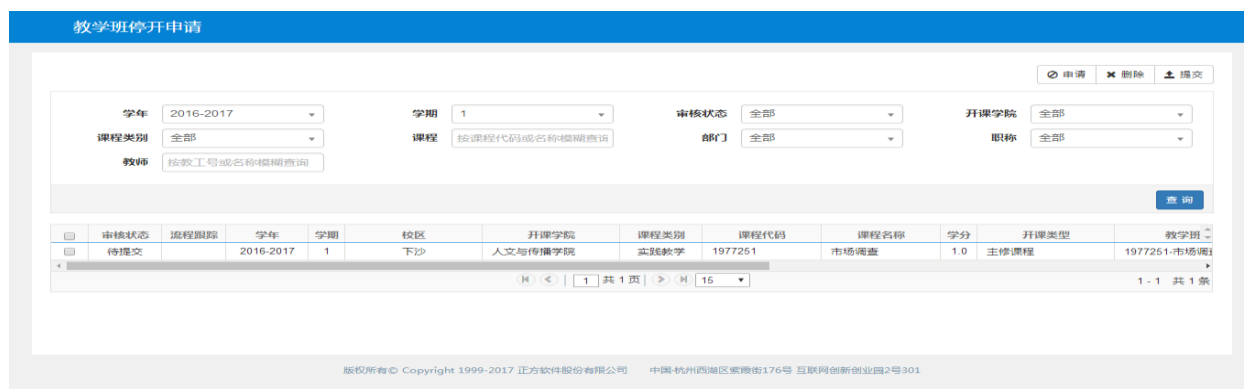 教学班停开申请
申请 删除 提交
学年 2016-2017 学期 1 审核状态 全部 开课学院 全部
课程类别 全部 课程 按课程代码或名称模糊查询 部门 全部 职称 全部
教师 按教工号或名称模糊查询
查 询
审核状态 流程跟踪 学年 学期 校区 开课学院 课程类别 课程代码 课程名称 学分 开课类型 教学班
待提交 2016-2017 1 下沙 人文与传播学院 实践教学 1977251 市场调查 1.0 主修课程 1977251-市场调
1 共 1 页 15 1 - 1 共 1 条
版权所有© Copyright 1999-2017 正方软件股份有限公司 中国·杭州西湖区紫霞街176号 互联网创新创业园2号301